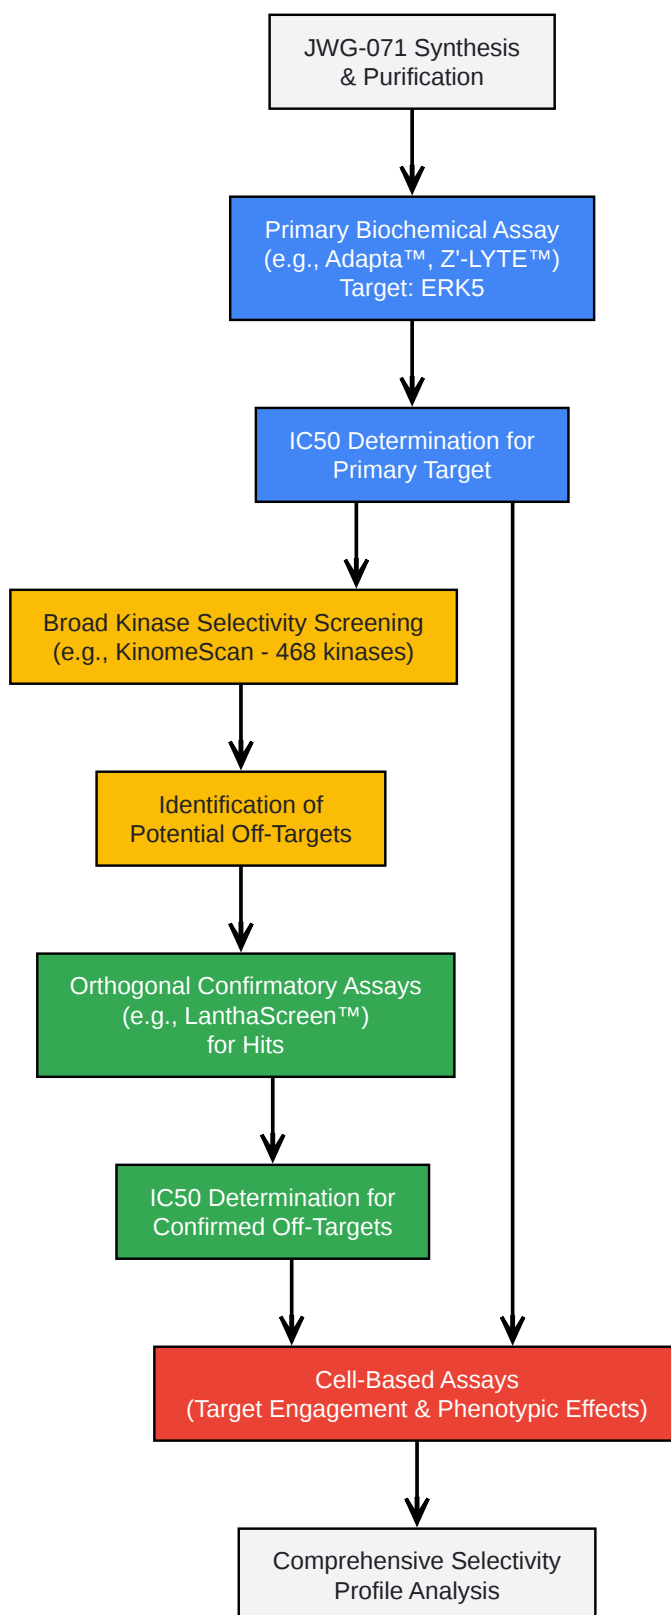 JWG-071 Synthesis
& Purification
Primary Biochemical Assay
(e.g., Adapta™, Z'-LYTE™)
Target: ERK5
IC50 Determination for
Primary Target
Broad Kinase Selectivity Screening
(e.g., KinomeScan - 468 kinases)
Identification of
Potential Off-Targets
Orthogonal Confirmatory Assays
(e.g., LanthaScreen™)
for Hits
IC50 Determination for
Confirmed Off-Targets
Cell-Based Assays
(Target Engagement & Phenotypic Effects)
Comprehensive Selectivity
Profile Analysis